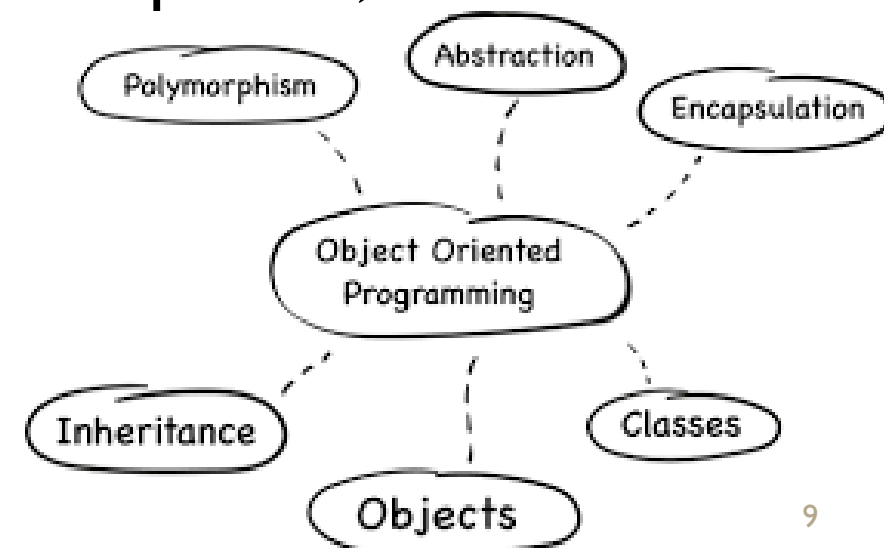 Abstraction
Polymorphism
Encapsulation
Object Oriented
Programming
Inheritance
Classes
Objects
9